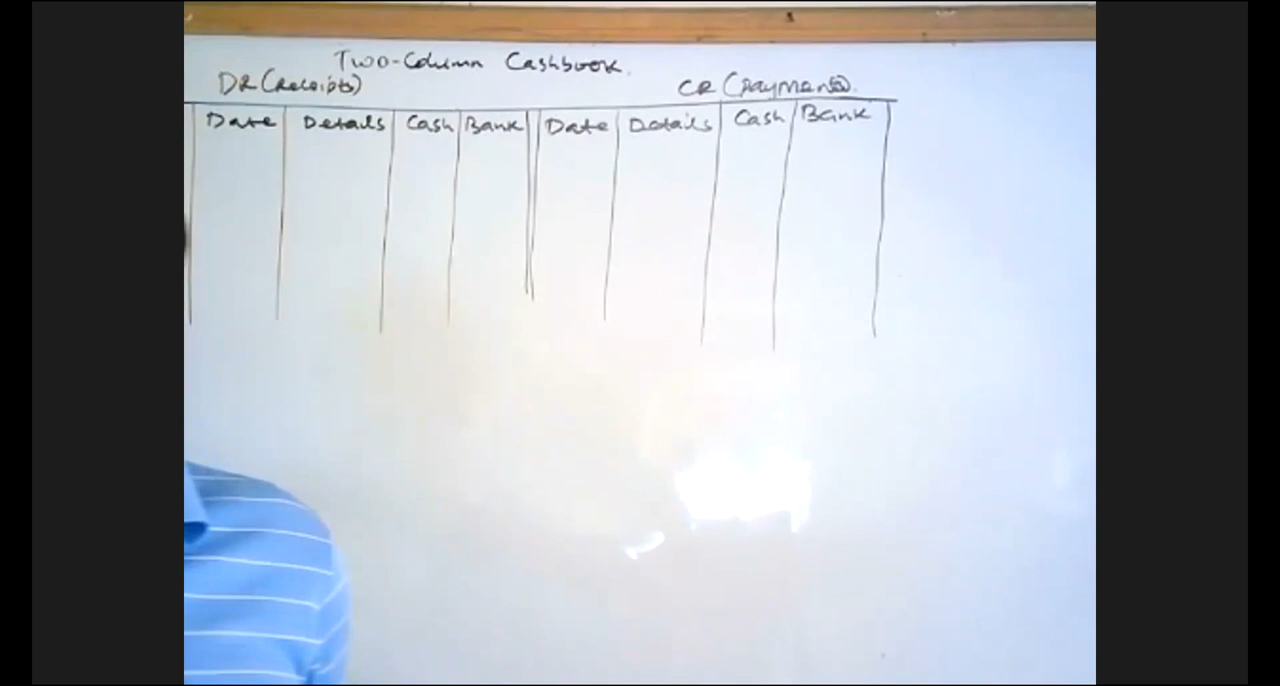 Two-Column Cashbook.
DR (Receipts) CR (Payments).
Date Details Cash Bank Date Details Cash Bank